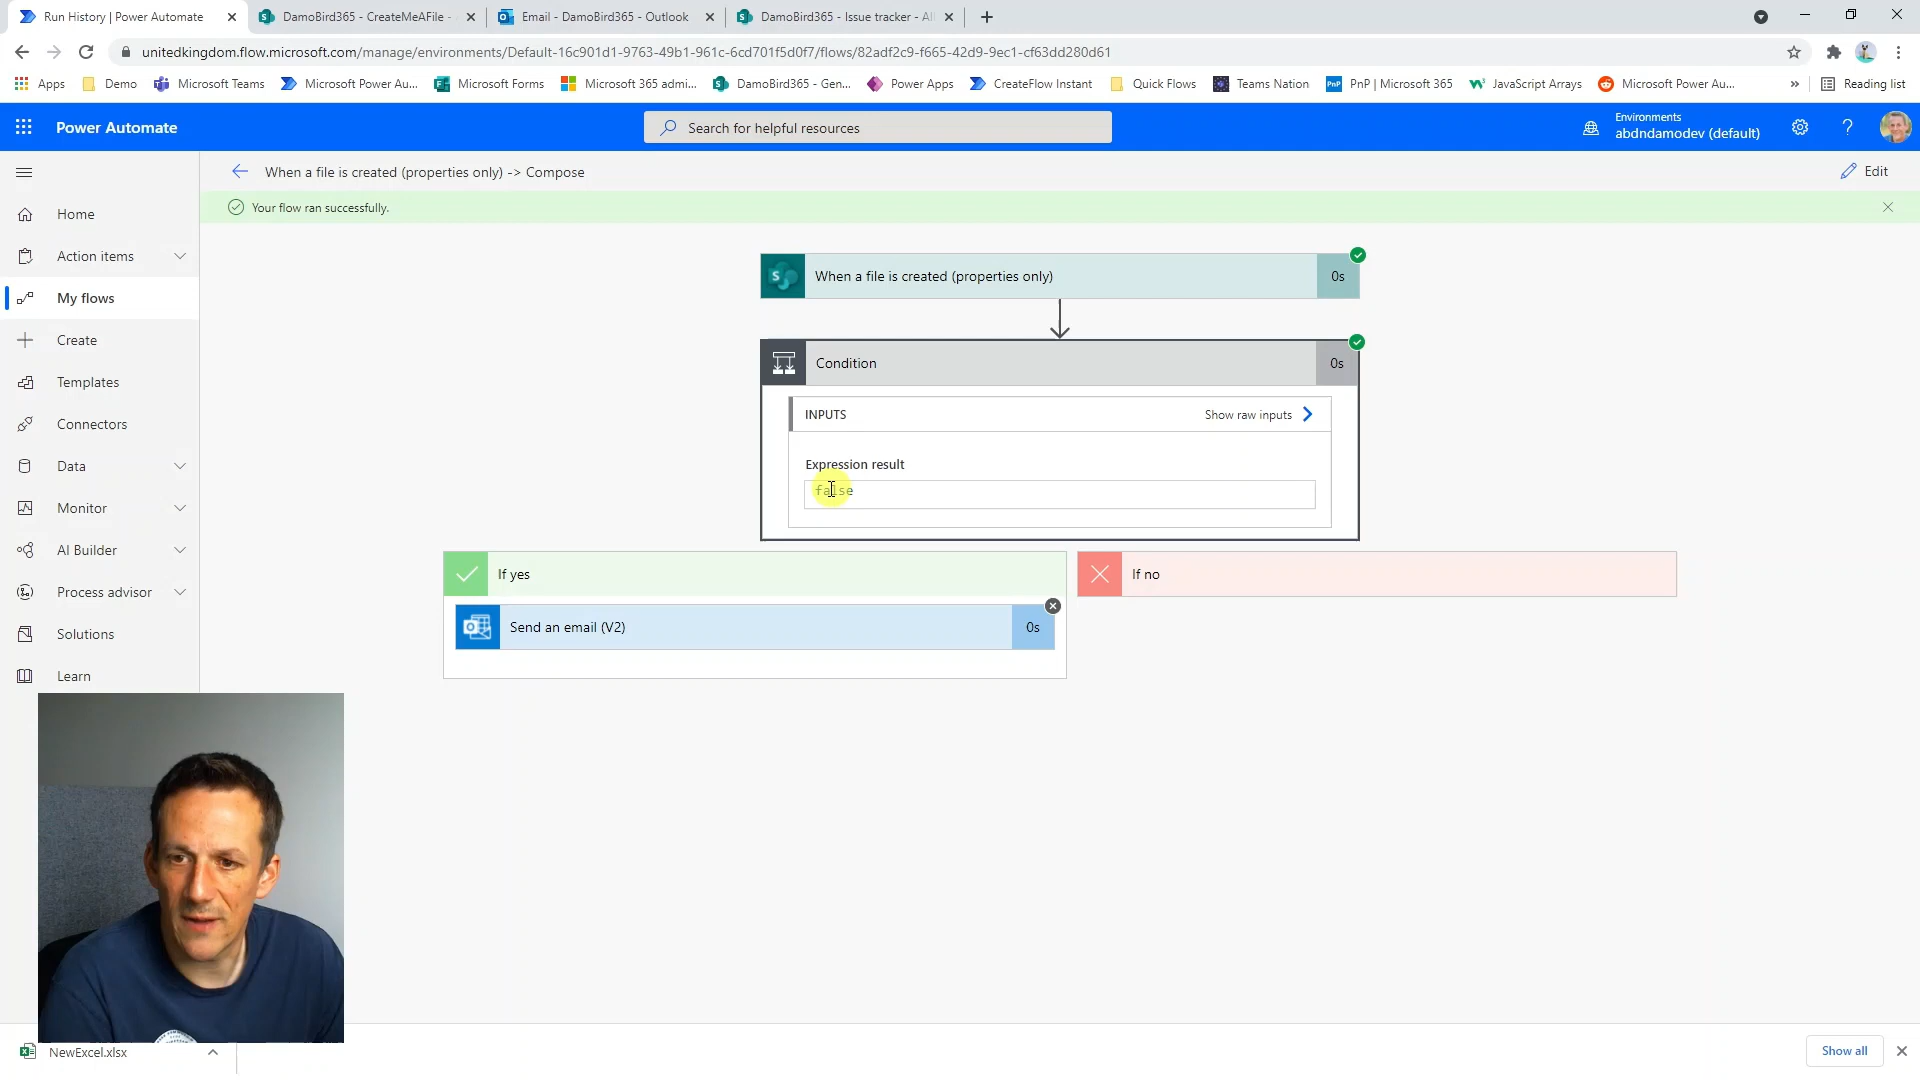 Run History | Power Automate
DamoBird365 - CreateMeAFile -
Email - DamoBird365 - Outlook
DamoBird365 - Issue tracker - Al
unitedkingdom.flow.microsoft.com/manage/environments/Default-16c901d1-9763-49b1-961c-6cd701f5d0f7/flows/82adf2c9-f665-42d9-9ec1-cf63dd280d61
Apps
Demo
Microsoft Teams
Microsoft Power Au...
Microsoft Forms
Microsoft 365 admi...
DamoBird365 - Gen...
Power Apps
CreateFlow Instant
Quick Flows
Teams Nation
PnP | Microsoft 365
JavaScript Arrays
Microsoft Power Au...
»
Reading list
Power Automate
Search for helpful resources
Environments
abdndamodev (default)
When a file is created (properties only) -> Compose
Edit
Your flow ran successfully.
Home
Action items
My flows
Create
Templates
Connectors
Data
Monitor
AI Builder
Process advisor
Solutions
Learn
When a file is created (properties only)
0s
Condition
0s
INPUTS
Show raw inputs
Expression result
false
If yes
If no
Send an email (V2)
0s
NewExcel.xlsx
Show all